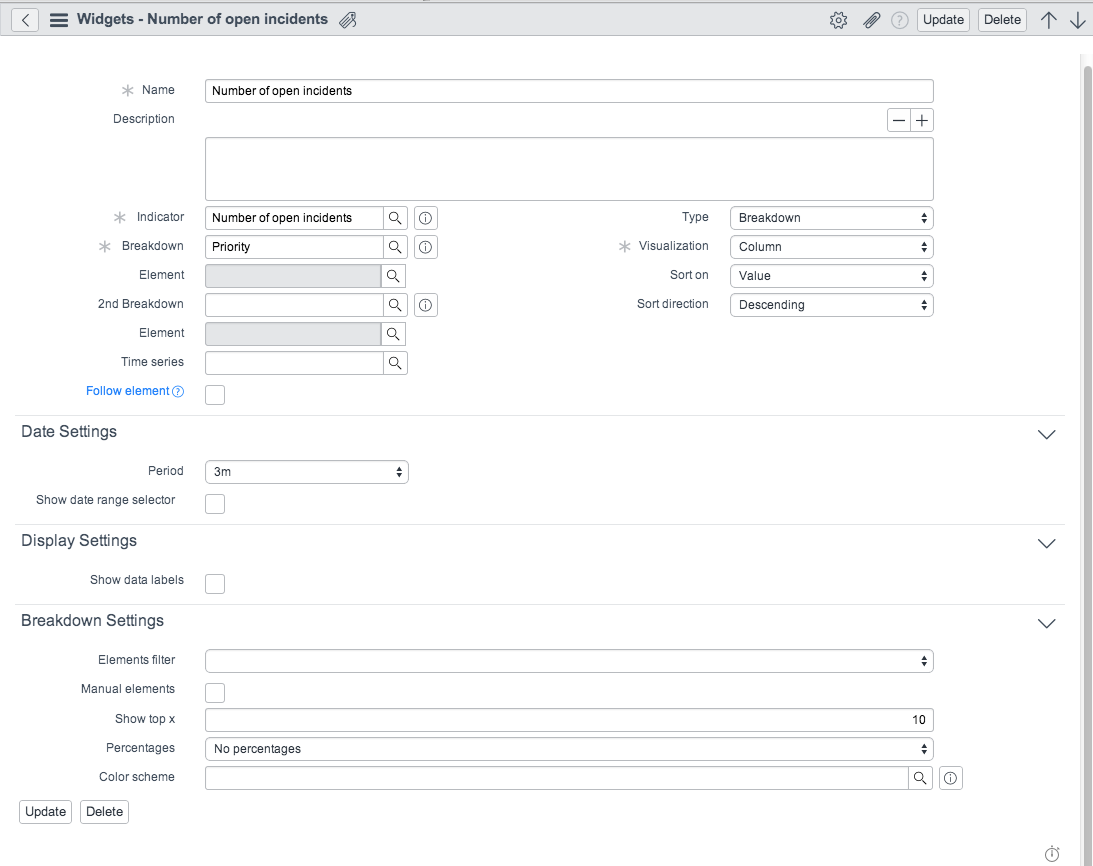 Widgets - Number of open incidents Update Delete
Name Number of open incidents
Description
Indicator Number of open incidents Type Breakdown
Breakdown Priority Visualization Column
Element Sort on Value
2nd Breakdown Sort direction Descending
Element
Time series
Follow element
Date Settings
Period 3m
Show date range selector
Display Settings
Show data labels
Breakdown Settings
Elements filter
Manual elements
Show top x 10
Percentages No percentages
Color scheme
Update Delete